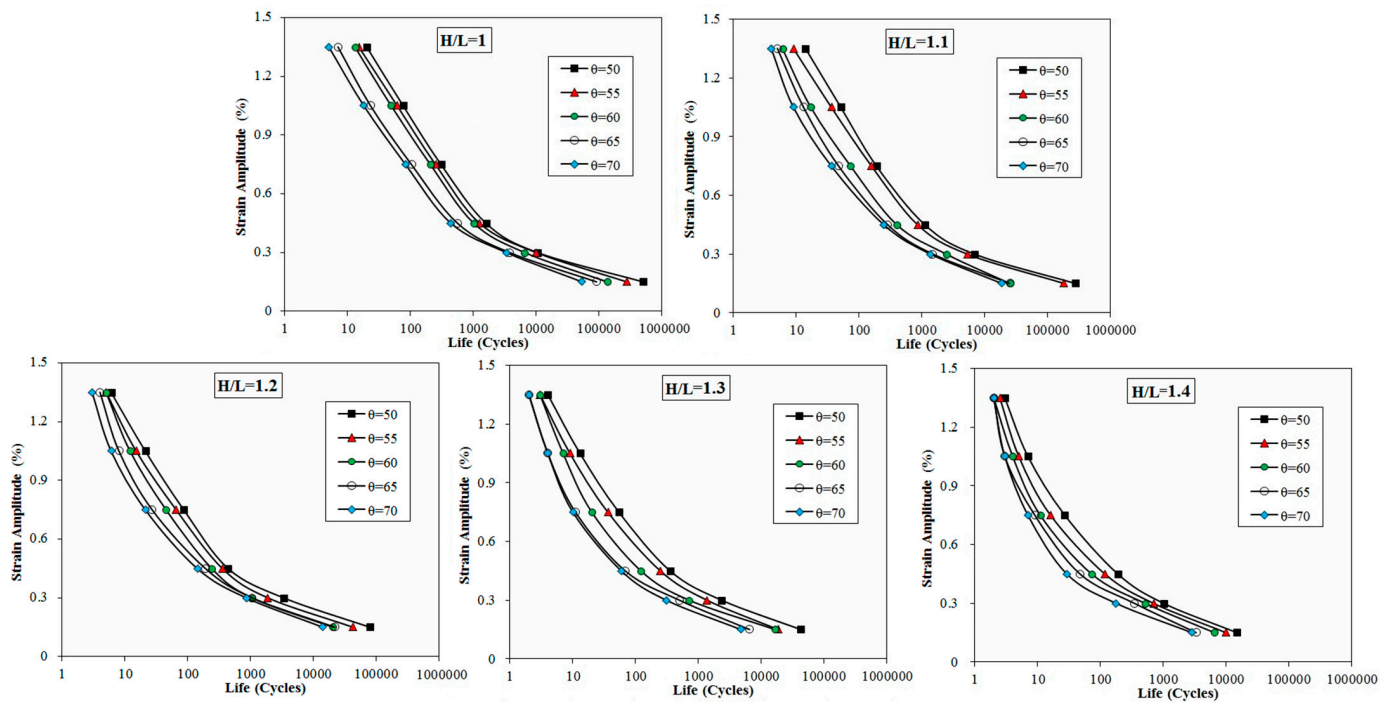 H/L=1
1.5
1.2
0.9
0.6
0.3
0
Strain Amplitude (%)
θ=50
θ=55
θ=60
θ=65
θ=70
1 10 100 1000 10000 100000 1000000
Life (Cycles)
H/L=1.1
1.5
1.2
0.9
0.6
0.3
0
Strain Amplitude (%)
θ=50
θ=55
θ=60
θ=65
θ=70
1 10 100 1000 10000 100000 1000000
Life (Cycles)
H/L=1.2
1.5
1.2
0.9
0.6
0.3
0
Strain Amplitude (%)
θ=50
θ=55
θ=60
θ=65
θ=70
1 10 100 1000 10000 100000 1000000
Life (Cycles)
H/L=1.3
1.5
1.2
0.9
0.6
0.3
0
Strain Amplitude (%)
θ=50
θ=55
θ=60
θ=65
θ=70
1 10 100 1000 10000 100000 1000000
Life (Cycles)
H/L=1.4
1.5
1.2
0.9
0.6
0.3
0
Strain Amplitude (%)
θ=50
θ=55
θ=60
θ=65
θ=70
1 10 100 1000 10000 100000 1000000
Life (Cycles)